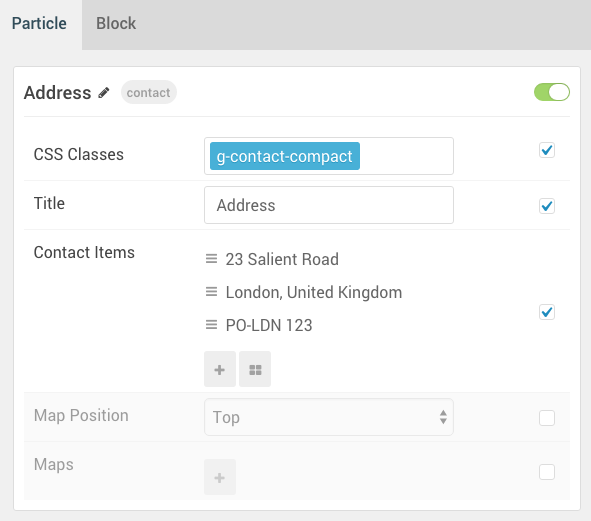 Particle Block
Address contact
CSS Classes g-contact-compact
Title Address
Contact Items
23 Salient Road
London, United Kingdom
PO-LDN 123
Map Position Top
Maps